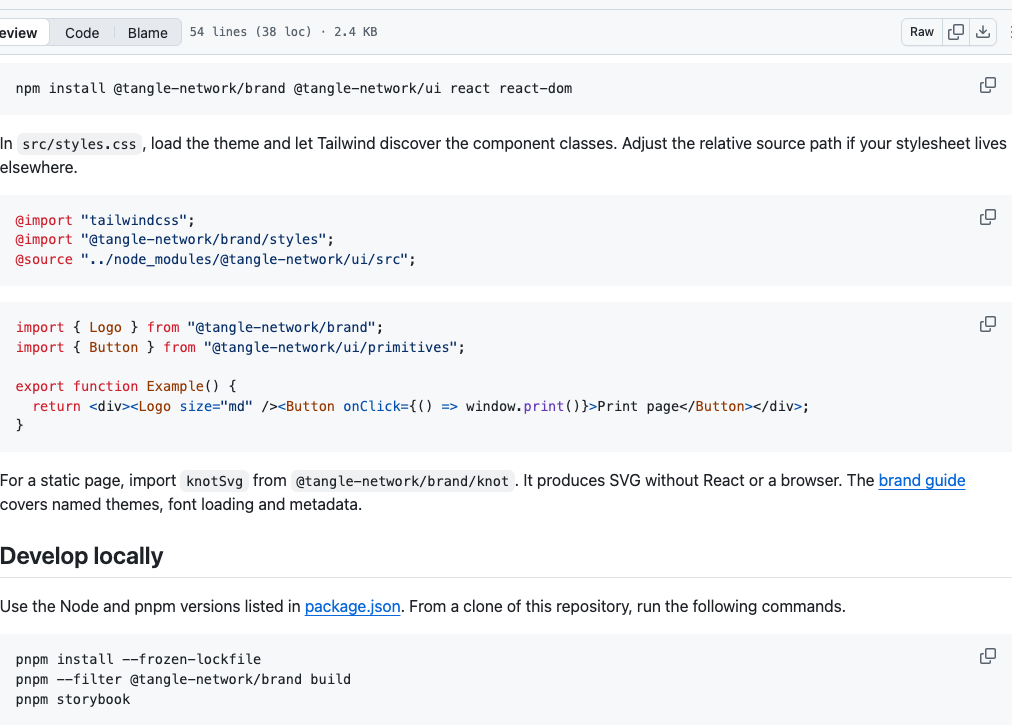 eview Code Blame 54 lines (38 loc) · 2.4 KB Raw
npm install @tangle-network/brand @tangle-network/ui react react-dom
In src/styles.css, load the theme and let Tailwind discover the component classes. Adjust the relative source path if your stylesheet lives
elsewhere.
@import "tailwindcss";
@import "@tangle-network/brand/styles";
@source "../node_modules/@tangle-network/ui/src";
import { Logo } from "@tangle-network/brand";
import { Button } from "@tangle-network/ui/primitives";
export function Example() {
  return <div><Logo size="md" /><Button onClick={() => window.print()}>Print page</Button></div>;
}
For a static page, import knotSvg from @tangle-network/brand/knot. It produces SVG without React or a browser. The brand guide
covers named themes, font loading and metadata.
Develop locally
Use the Node and pnpm versions listed in package.json. From a clone of this repository, run the following commands.
pnpm install --frozen-lockfile
pnpm --filter @tangle-network/brand build
pnpm storybook